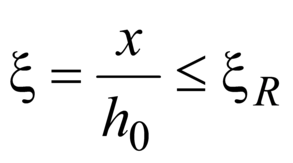 ξ = x / h₀ ≤ ξ_R